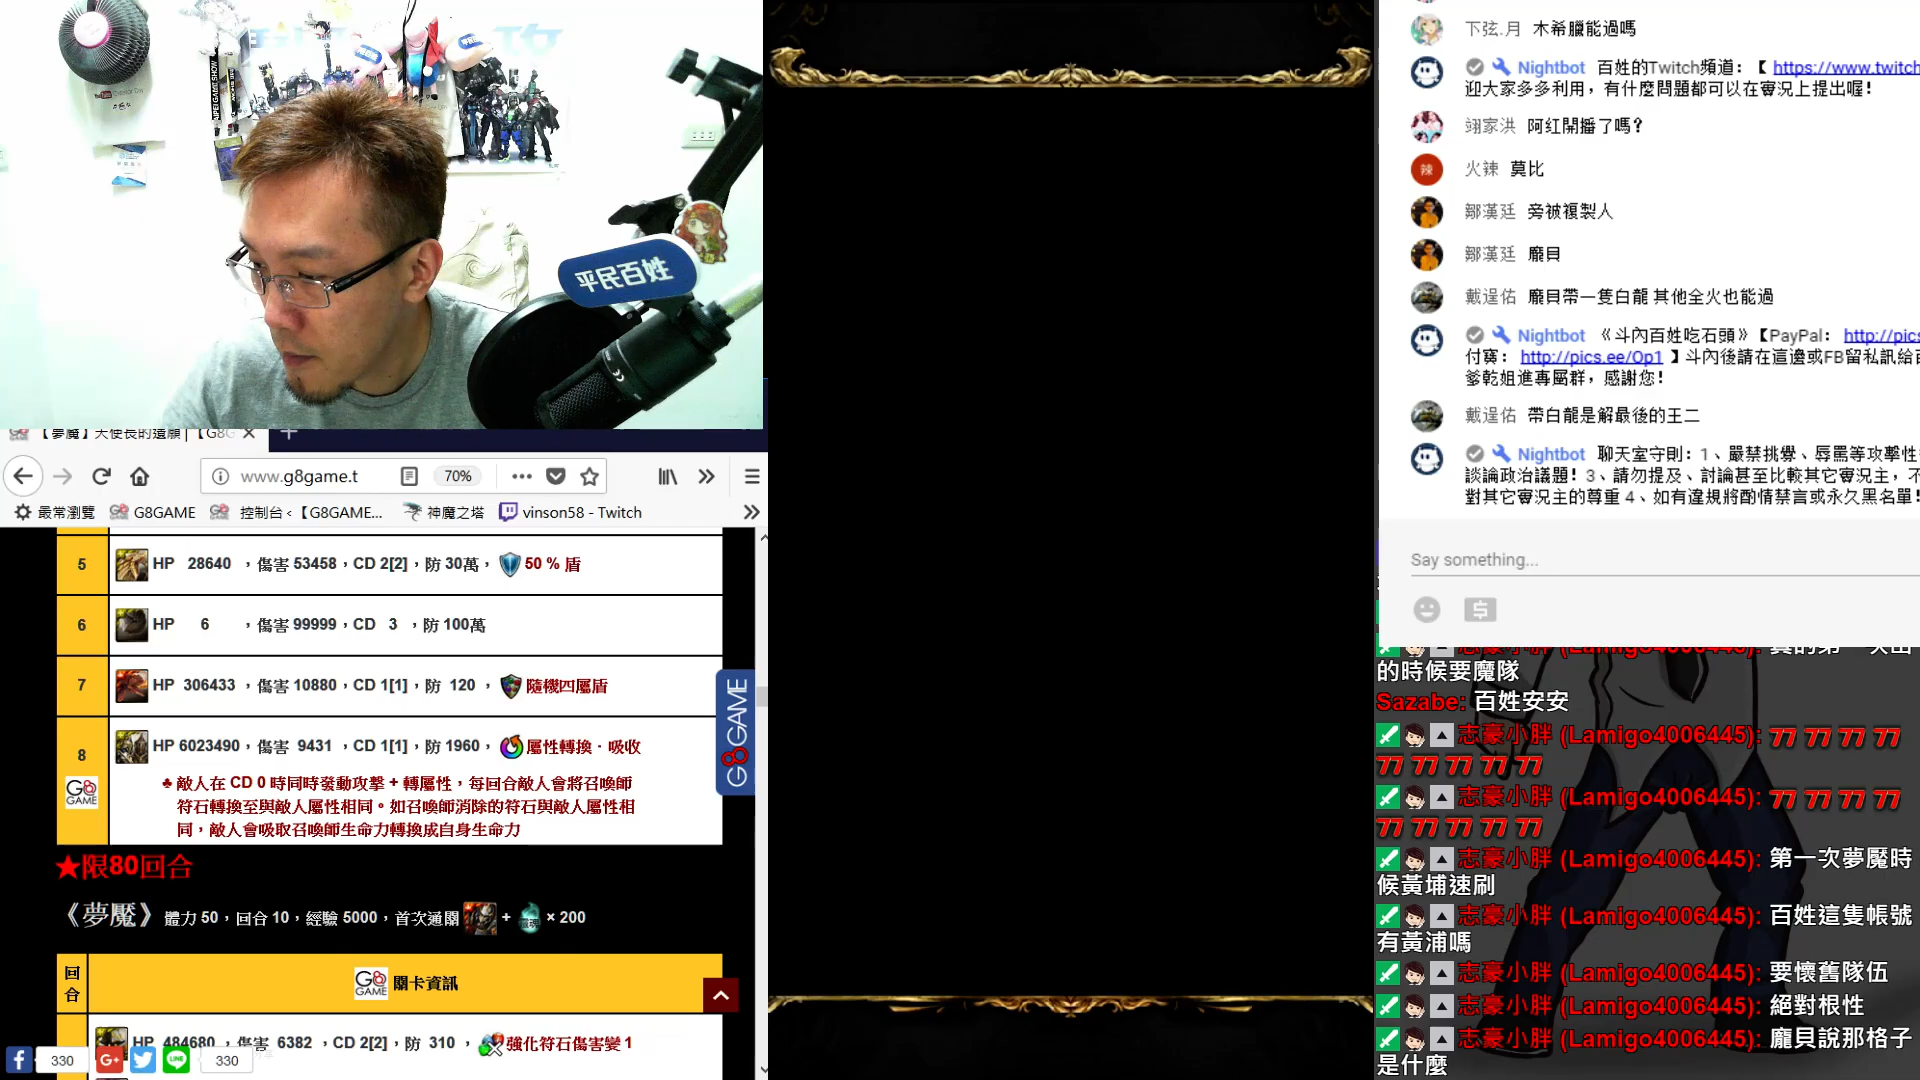 平民百姓
【夢魘】大使長的遺願 | 【G8G
www.g8game.t
70%
最常瀏覽
G8GAME
控制台 ‹【G8GAME...
神魔之塔
vinson58 - Twitch
5
HP 28640 ，傷害 53458，CD 2[2]，防 30萬，50 % 盾
6
HP 6 ，傷害 99999，CD 3 ，防 100萬
7
HP 306433，傷害 10880，CD 1[1]，防 120 ，隨機四屬盾
8
HP 6023490，傷害 9431 ，CD 1[1]，防 1960，屬性轉換．吸收
♣ 敵人在 CD 0 時同時發動攻擊 + 轉屬性，每回合敵人會將召喚師
符石轉換至與敵人屬性相同。如召喚師消除的符石與敵人屬性相
同，敵人會吸取召喚師生命力轉換成自身生命力
G8 GAME
G8GAME
★限80回合
《夢魘》 體力 50，回合 10，經驗 5000，首次通關 + 靈魂 × 200
回合
G8 GAME 關卡資訊
HP 484680，傷害 6382 ，CD 2[2]，防 310 ，強化符石傷害變 1
330
330
下弦.月 木希臘能過嗎
Nightbot 百姓的Twitch頻道：【 https://www.twitch
迎大家多多利用，有什麼問題都可以在實況上提出喔！
翊家洪 阿红開播了嗎?
辣 火辣 莫比
鄒漢廷 旁被複製人
鄒漢廷 龐貝
戴逞佑 龐貝帶一隻白龍 其他全火也能過
Nightbot 《斗內百姓吃石頭》【PayPal： http://pics
付寶： http://pics.ee/Op1 】斗內後請在這邊或FB留私訊給百
爹乾姐進專屬群，感謝您！
戴逞佑 帶白龍是解最後的王二
Nightbot 聊天室守則：1、嚴禁挑釁、辱罵等攻擊性
談論政治議題！3、請勿提及、討論甚至比較其它實況主，不
對其它實況主的尊重 4、如有違規將酌情禁言或永久黑名單！
Say something...
志豪小胖 (Lamigo4006445): 真的第一次出
的時候要魔隊
Sazabe: 百姓安安
志豪小胖 (Lamigo4006445): 77 77 77 77
77 77 77 77 77
志豪小胖 (Lamigo4006445): 77 77 77 77
77 77 77 77 77
志豪小胖 (Lamigo4006445): 第一次夢魘時
候黃埔速刷
志豪小胖 (Lamigo4006445): 百姓這隻帳號
有黃浦嗎
志豪小胖 (Lamigo4006445): 要懷舊隊伍
志豪小胖 (Lamigo4006445): 絕對根性
志豪小胖 (Lamigo4006445): 龐貝說那格子
是什麼